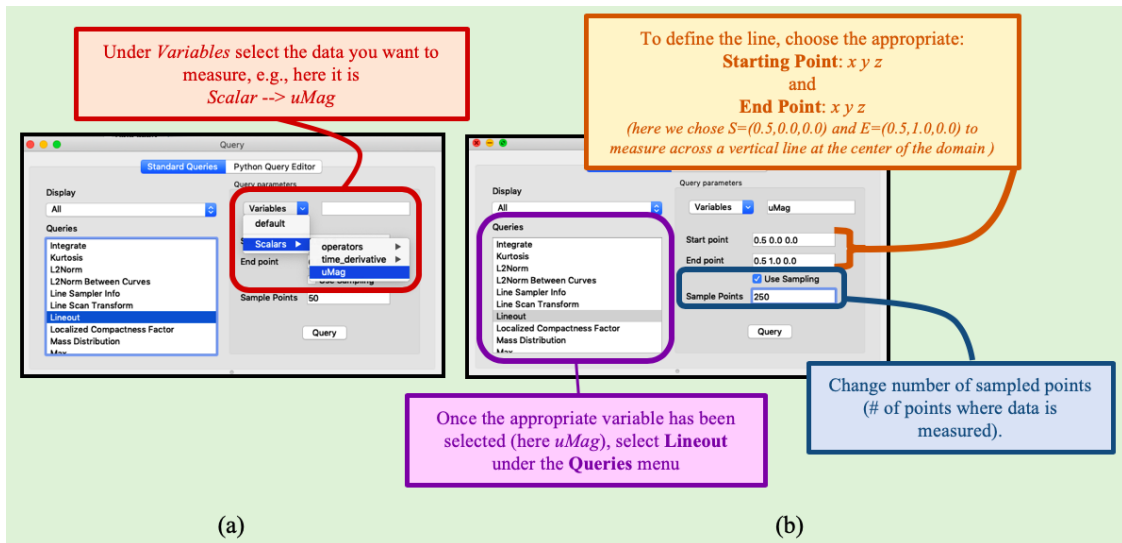 Under Variables select the data you want to
measure, e.g., here it is
Scalar --> uMag
To define the line, choose the appropriate:
Starting Point: x y z
and
End Point: x y z
(here we chose S=(0.5,0.0,0.0) and E=(0.5,1.0,0.0) to
measure across a vertical line at the center of the domain )
Query
Standard Queries
Python Query Editor
Display
All
Queries
Integrate
Kurtosis
L2Norm
L2Norm Between Curves
Line Sampler Info
Line Scan Transform
Lineout
Localized Compactness Factor
Mass Distribution
Max
Query parameters
Variables
default
Scalars
operators
time_derivative
uMag
End point
Use Sampling
Sample Points
50
Query
Display
All
Queries
Integrate
Kurtosis
L2Norm
L2Norm Between Curves
Line Sampler Info
Line Scan Transform
Lineout
Localized Compactness Factor
Mass Distribution
Max
Query parameters
Variables
uMag
Start point
0.5 0.0 0.0
End point
0.5 1.0 0.0
Use Sampling
Sample Points
250
Query
Once the appropriate variable has been
selected (here uMag), select Lineout
under the Queries menu
Change number of sampled points
(# of points where data is
measured).
(a)
(b)